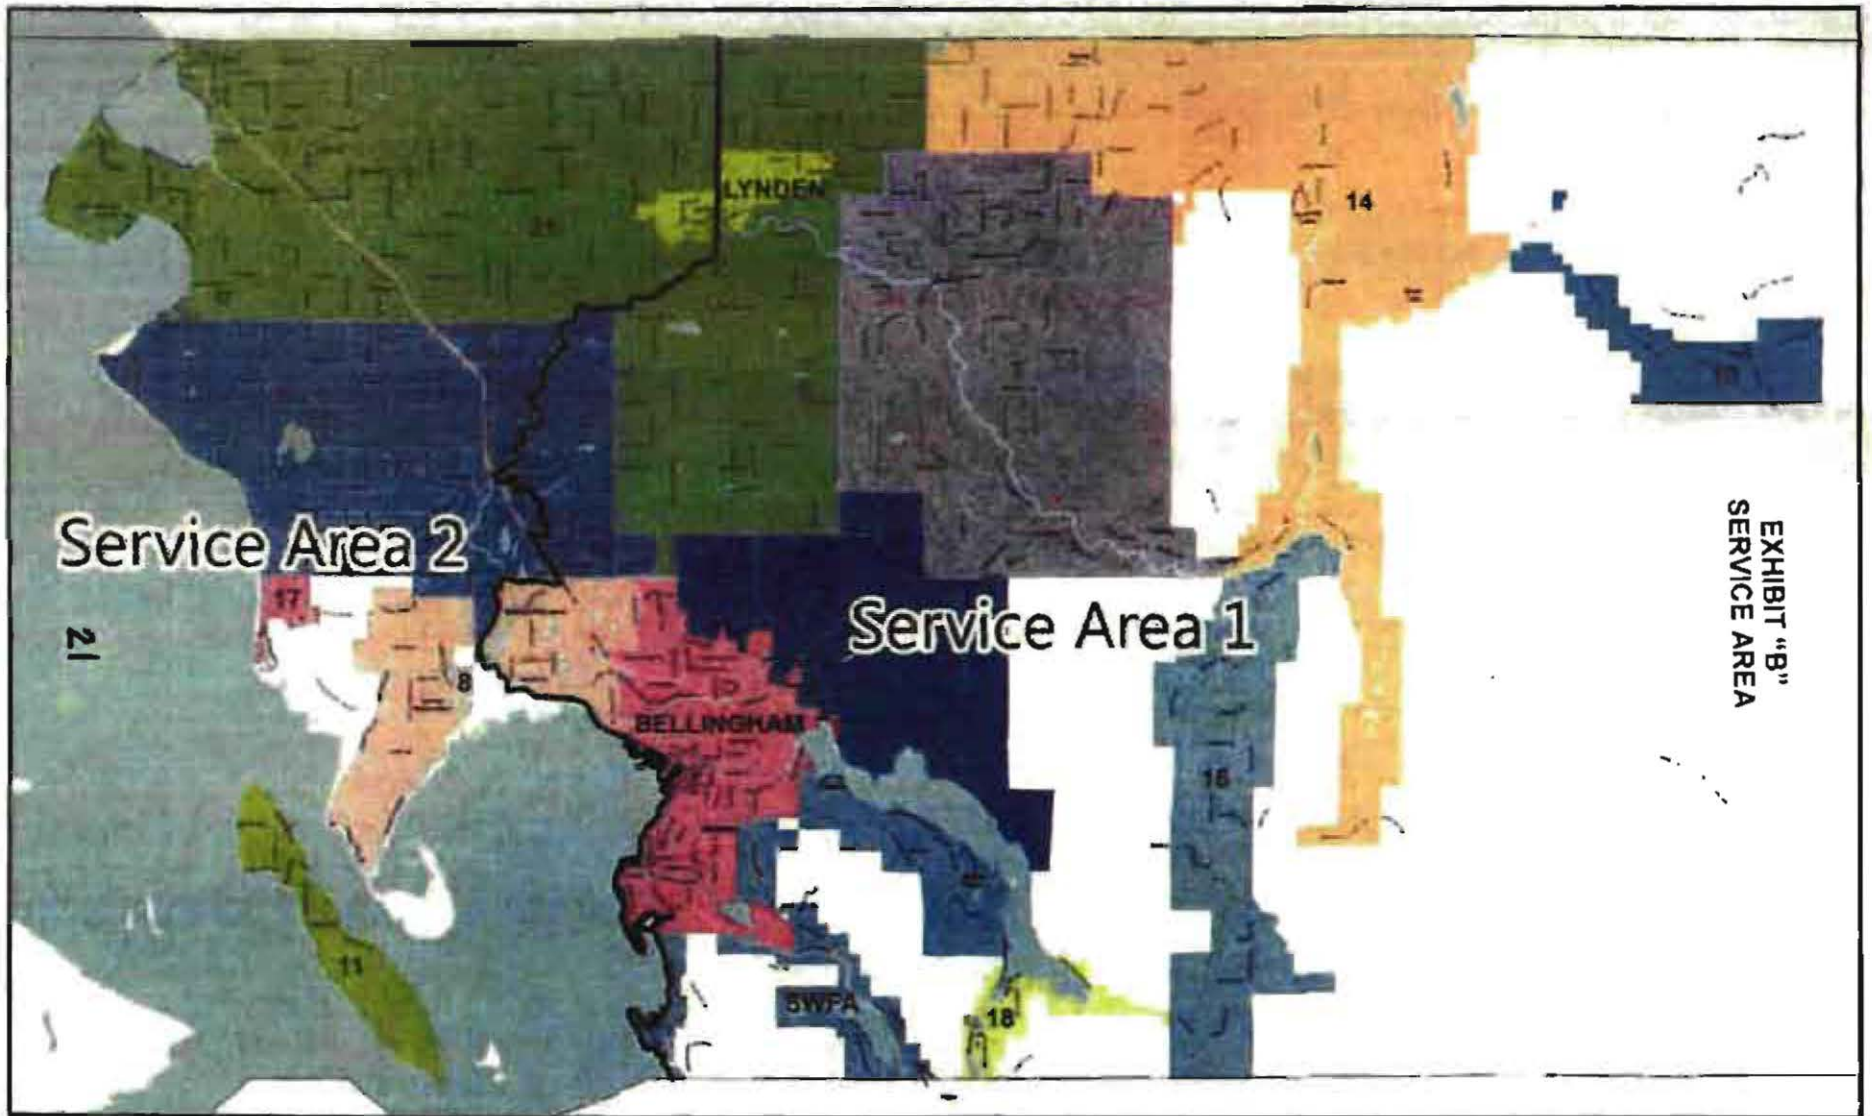 LYNDEN
14
Service Area 2
17
8
21
EXHIBIT "B"
SERVICE AREA
Service Area 1
BELLINGHAM
16
11
SWFA
18